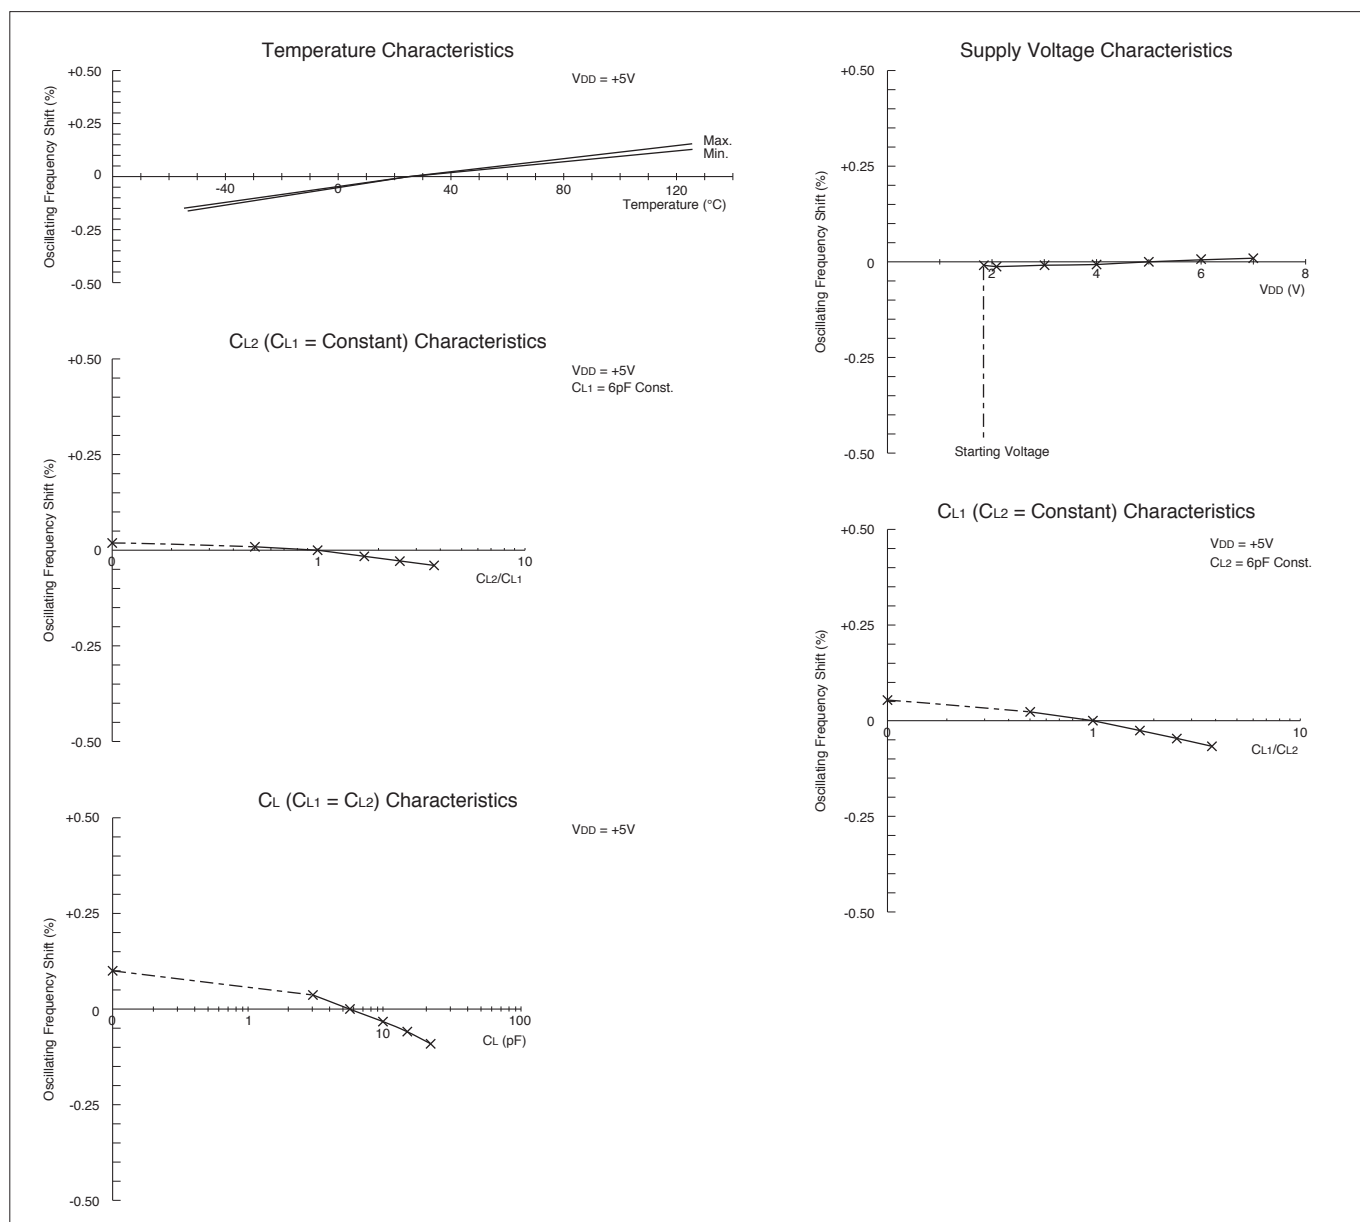 Temperature Characteristics
VDD = +5V
Oscillating Frequency Shift (%)
+0.50
+0.25
0
-0.25
-0.50
-40
0
40
80
120
Temperature (°C)
Max.
Min.
Supply Voltage Characteristics
Oscillating Frequency Shift (%)
+0.50
+0.25
0
-0.25
-0.50
2
4
6
8
VDD (V)
Starting Voltage
CL2 (CL1 = Constant) Characteristics
VDD = +5V
CL1 = 6pF Const.
Oscillating Frequency Shift (%)
+0.50
+0.25
0
-0.25
-0.50
0
1
10
CL2/CL1
CL1 (CL2 = Constant) Characteristics
VDD = +5V
CL2 = 6pF Const.
Oscillating Frequency Shift (%)
+0.50
+0.25
0
-0.25
-0.50
0
1
10
CL1/CL2
CL (CL1 = CL2) Characteristics
VDD = +5V
Oscillating Frequency Shift (%)
+0.50
+0.25
0
-0.25
-0.50
0
1
10
100
CL (pF)